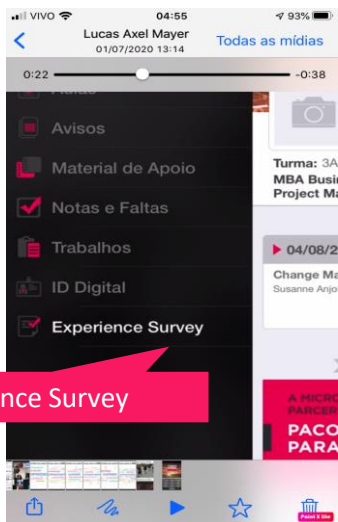 VIVO
04:55
93%
Lucas Axel Mayer
01/07/2020 13:14
Todas as mídias
0:22
-0:38
Aulas
Avisos
Material de Apoio
Notas e Faltas
Trabalhos
ID Digital
Experience Survey
nce Survey
Turma: 3A
MBA Busi
Project Ma
04/08/2
Change Ma
Susanne Anjo
A MICRO
PARCER
PACO
PARA